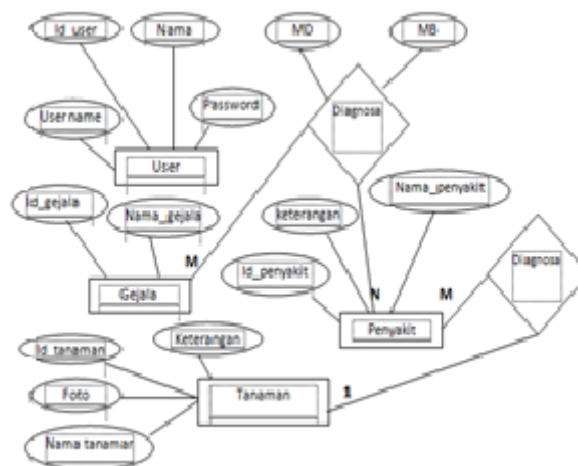 Id_user
Nama
MD
MB
Username
Password
Diagnosa
User
Id_gejala
Nama_gejala
keterangan
Nama_penyakit
M
Id_penyakit
Diagnosa
Gejala
N
M
Penyakit
Id_tanaman
Keterangan
Foto
Tanaman
1
Nama tanaman